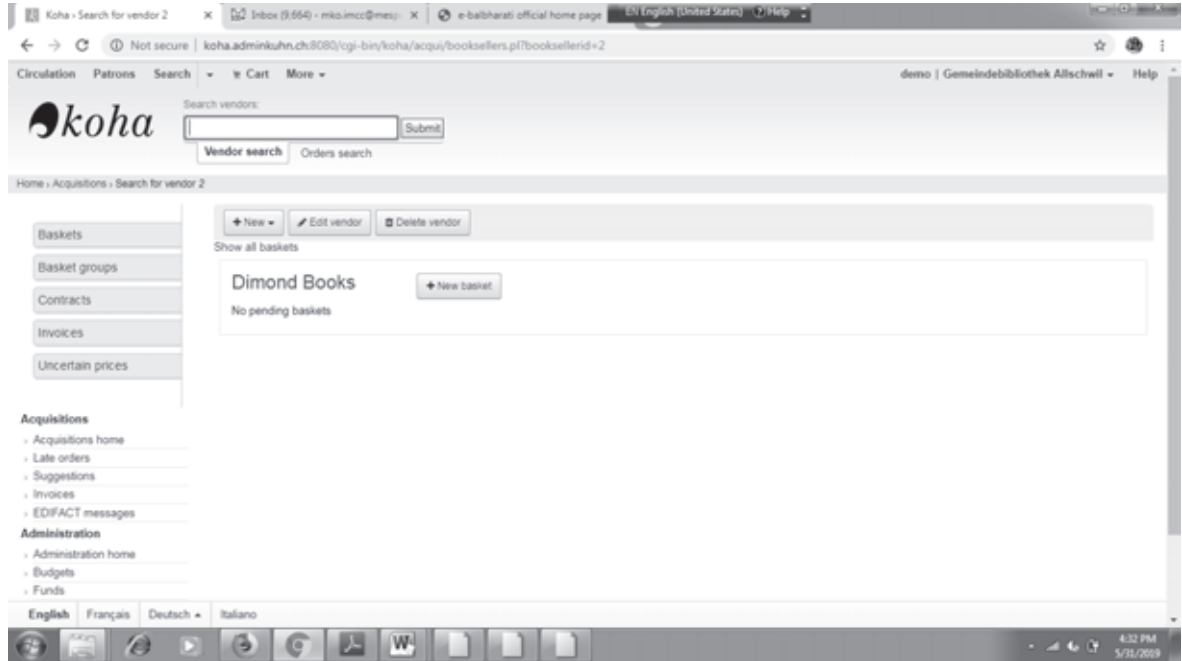 Koha › Search for vendor 2
Inbox (9,664) - mko.imcc@mes
e-balbharati official home page
EN English (United States)
Help
Not secure | koha.adminkuhn.ch:8080/cgi-bin/koha/acqui/booksellers.pl?booksellerid=2
Circulation Patrons Search Cart More
demo | Gemeindebibliothek Allschwil Help
koha
Search vendors:
Submit
Vendor search Orders search
Home › Acquisitions › Search for vendor 2
+ New Edit vendor Delete vendor
Show all baskets
Baskets
Basket groups
Contracts
Invoices
Uncertain prices
Dimond Books
+ New basket
No pending baskets
Acquisitions
› Acquisitions home
› Late orders
› Suggestions
› Invoices
› EDIFACT messages
Administration
› Administration home
› Budgets
› Funds
English Français Deutsch Italiano
4:32 PM
5/31/2019